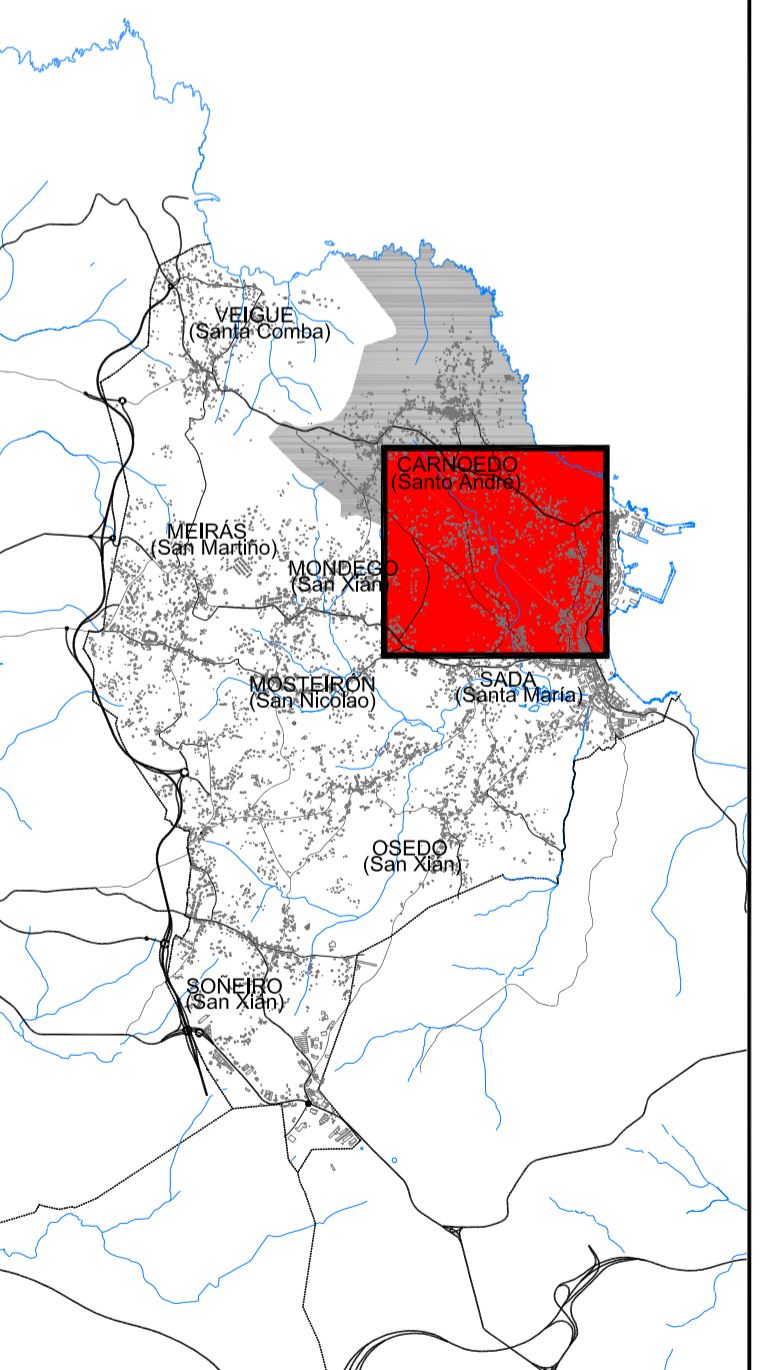 VEIGUE
(Santa Comba)
CARNOEDO
(Santo André)
MEIRÁS
(San Martiño)
MONDEGO
(San Xián)
MOSTEIRÓN
(San Nicolao)
SADA
(Santa María)
OSEDO
(San Xián)
SOÑEIRO
(San Xián)